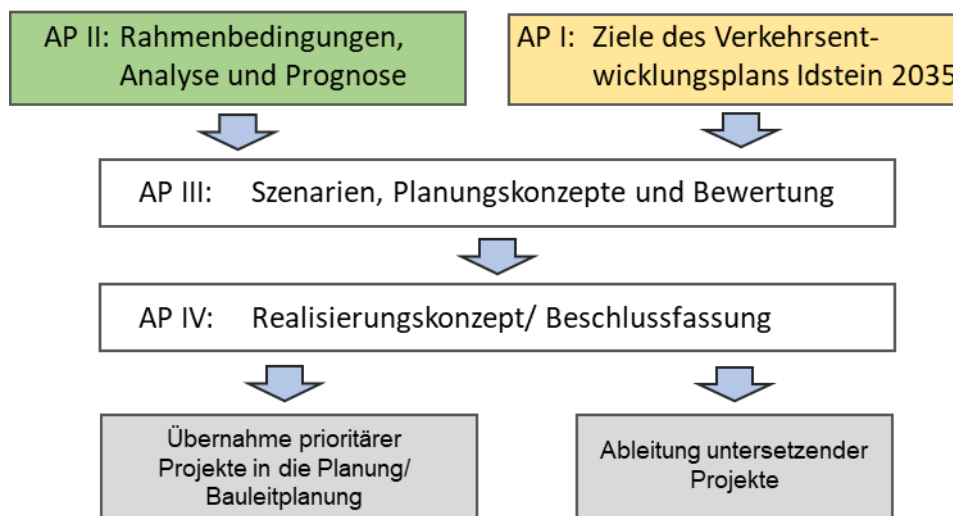 AP II: Rahmenbedingungen,
Analyse und Prognose
AP I: Ziele des Verkehrsent-
wicklungsplans Idstein 2035
AP III: Szenarien, Planungskonzepte und Bewertung
AP IV: Realisierungskonzept/ Beschlussfassung
Übernahme prioritärer
Projekte in die Planung/
Bauleitplanung
Ableitung untersetzender
Projekte